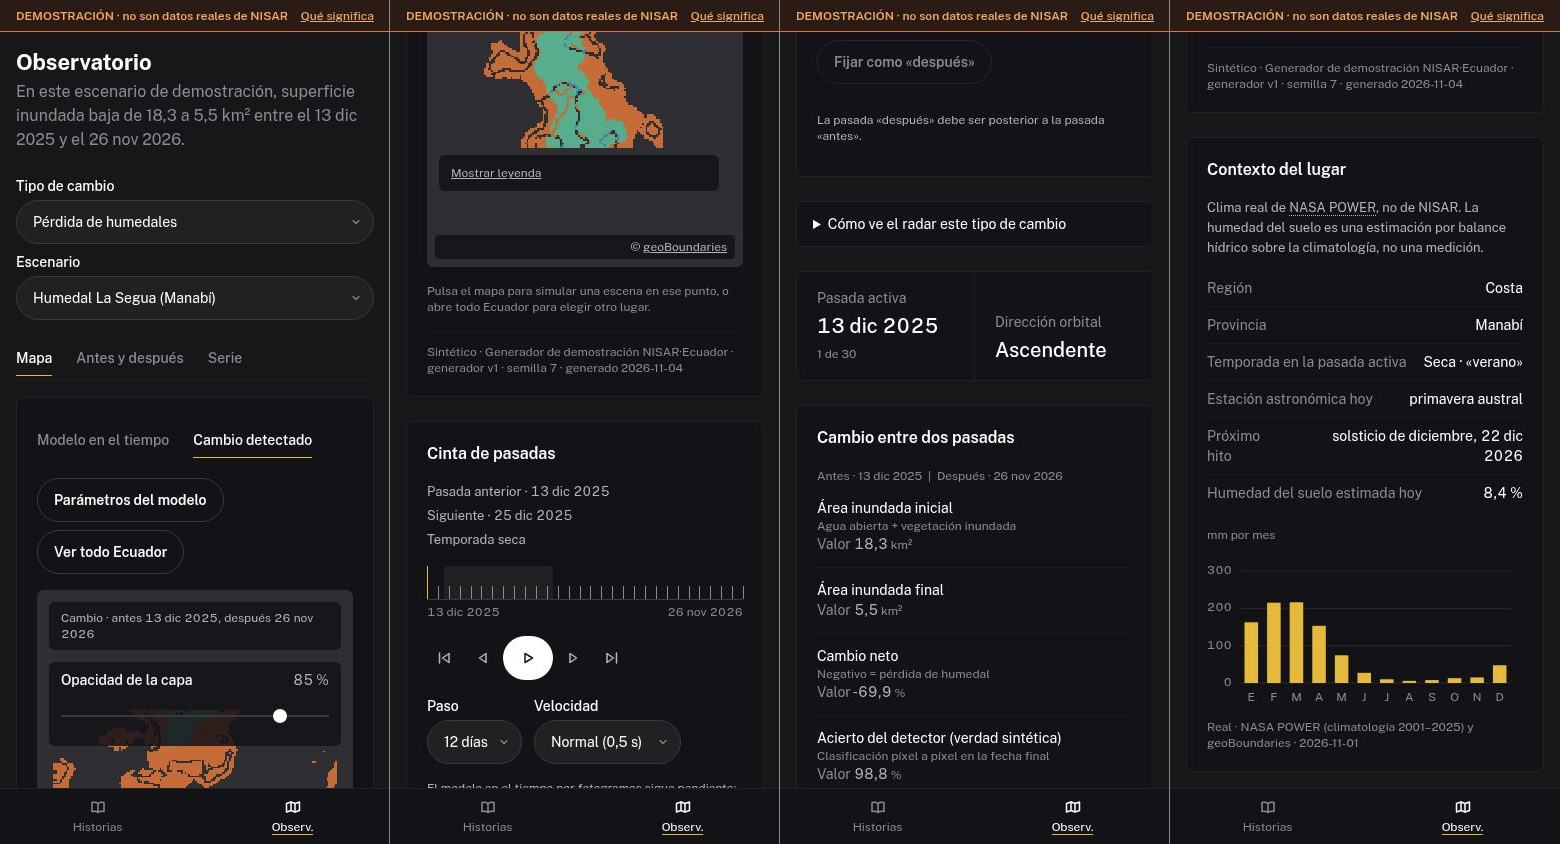 DEMOSTRACIÓN · no son datos reales de NISAR Qué significa
Observatorio
En este escenario de demostración, superficie
inundada baja de 18,3 a 5,5 km² entre el 13 dic
2025 y el 26 nov 2026.
Tipo de cambio
Pérdida de humedales
Escenario
Humedal La Segua (Manabí)
Mapa Antes y después Serie
Modelo en el tiempo Cambio detectado
Parámetros del modelo
Ver todo Ecuador
Cambio · antes 13 dic 2025, después 26 nov
2026
Opacidad de la capa 85 %
Historias Observ.
DEMOSTRACIÓN · no son datos reales de NISAR Qué significa
Mostrar leyenda
© geoBoundaries
Pulsa el mapa para simular una escena en ese punto, o
abre todo Ecuador para elegir otro lugar.
Sintético · Generador de demostración NISAR·Ecuador ·
generador v1 · semilla 7 · generado 2026-11-04
Cinta de pasadas
Pasada anterior · 13 dic 2025
Siguiente · 25 dic 2025
Temporada seca
13 dic 2025 26 nov 2026
Paso Velocidad
12 días Normal (0,5 s)
El modelo en el tiempo por fotogramas sigue pendiente:
Historias Observ.
DEMOSTRACIÓN · no son datos reales de NISAR Qué significa
Fijar como «después»
La pasada «después» debe ser posterior a la pasada
«antes».
Cómo ve el radar este tipo de cambio
Pasada activa
13 dic 2025
1 de 30
Dirección orbital
Ascendente
Cambio entre dos pasadas
Antes · 13 dic 2025 | Después · 26 nov 2026
Área inundada inicial
Agua abierta + vegetación inundada
Valor 18,3 km²
Área inundada final
Valor 5,5 km²
Cambio neto
Negativo = pérdida de humedal
Valor -69,9 %
Acierto del detector (verdad sintética)
Clasificación píxel a píxel en la fecha final
Valor 98,8 %
Historias Observ.
DEMOSTRACIÓN · no son datos reales de NISAR Qué significa
Sintético · Generador de demostración NISAR·Ecuador ·
generador v1 · semilla 7 · generado 2026-11-04
Contexto del lugar
Clima real de NASA POWER, no de NISAR. La
humedad del suelo es una estimación por balance
hídrico sobre la climatología, no una medición.
Región Costa
Provincia Manabí
Temporada en la pasada activa Seca · «verano»
Estación astronómica hoy primavera austral
Próximo hito solsticio de diciembre, 22 dic 2026
Humedad del suelo estimada hoy 8,4 %
mm por mes
300
200
100
0
E F M A M J J A S O N D
Real · NASA POWER (climatología 2001–2025) y
geoBoundaries · 2026-11-01
Historias Observ.